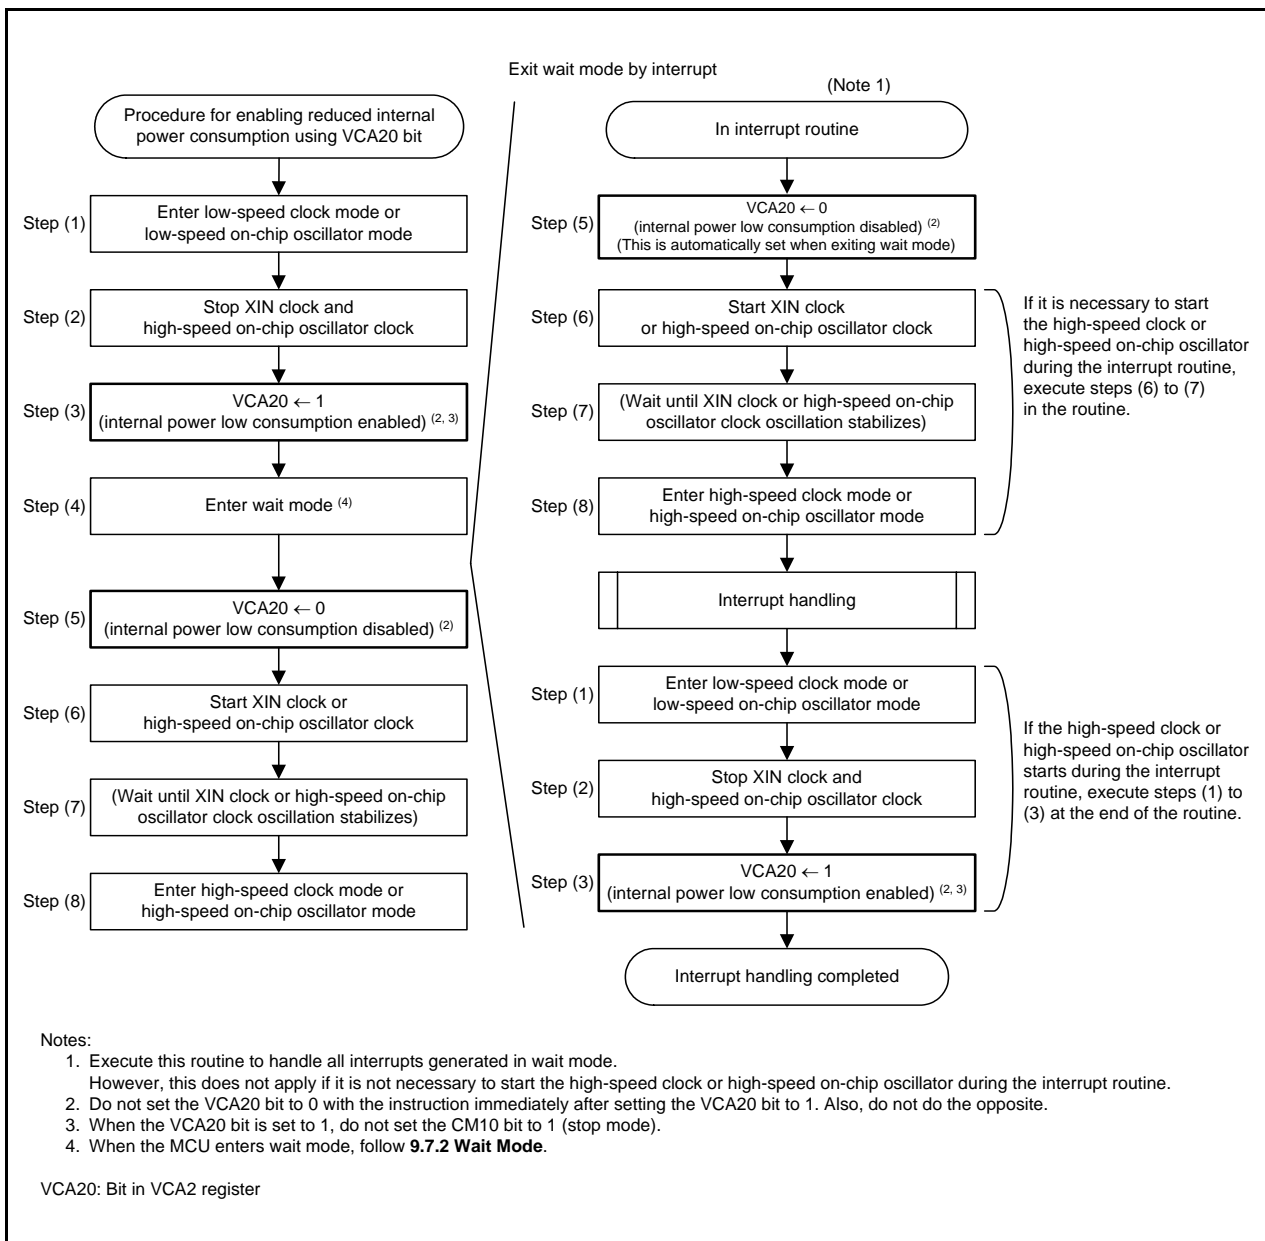 Exit wait mode by interrupt
Procedure for enabling reduced internal
power consumption using VCA20 bit
Step (1)
Enter low-speed clock mode or
low-speed on-chip oscillator mode
Step (2)
Stop XIN clock and
high-speed on-chip oscillator clock
Step (3)
VCA20 ← 1
(internal power low consumption enabled) (2, 3)
Step (4)
Enter wait mode (4)
Step (5)
VCA20 ← 0
(internal power low consumption disabled) (2)
Step (6)
Start XIN clock or
high-speed on-chip oscillator clock
Step (7)
(Wait until XIN clock or high-speed on-chip
oscillator clock oscillation stabilizes)
Step (8)
Enter high-speed clock mode or
high-speed on-chip oscillator mode
(Note 1)
In interrupt routine
Step (5)
VCA20 ← 0
(internal power low consumption disabled) (2)
(This is automatically set when exiting wait mode)
Step (6)
Start XIN clock
or high-speed on-chip oscillator clock
Step (7)
(Wait until XIN clock or high-speed on-chip
oscillator clock oscillation stabilizes)
Step (8)
Enter high-speed clock mode or
high-speed on-chip oscillator mode
If it is necessary to start
the high-speed clock or
high-speed on-chip oscillator
during the interrupt routine,
execute steps (6) to (7)
in the routine.
Interrupt handling
Step (1)
Enter low-speed clock mode or
low-speed on-chip oscillator mode
Step (2)
Stop XIN clock and
high-speed on-chip oscillator clock
Step (3)
VCA20 ← 1
(internal power low consumption enabled) (2, 3)
If the high-speed clock or
high-speed on-chip oscillator
starts during the interrupt
routine, execute steps (1) to
(3) at the end of the routine.
Interrupt handling completed
Notes:
1. Execute this routine to handle all interrupts generated in wait mode.
However, this does not apply if it is not necessary to start the high-speed clock or high-speed on-chip oscillator during the interrupt routine.
2. Do not set the VCA20 bit to 0 with the instruction immediately after setting the VCA20 bit to 1. Also, do not do the opposite.
3. When the VCA20 bit is set to 1, do not set the CM10 bit to 1 (stop mode).
4. When the MCU enters wait mode, follow 9.7.2 Wait Mode.
VCA20: Bit in VCA2 register